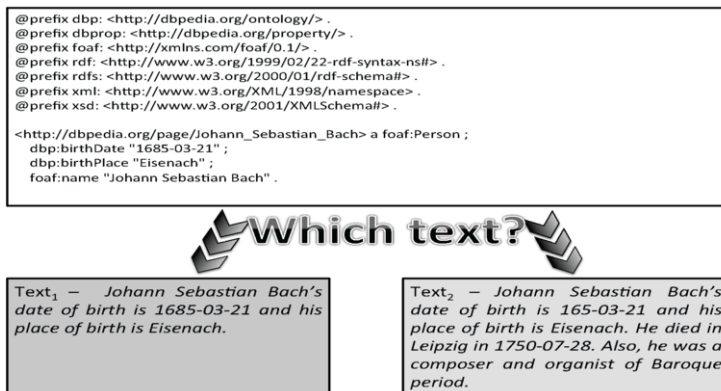 @prefix dbp: <http://dbpedia.org/ontology/> .
@prefix dbprop: <http://dbpedia.org/property/> .
@prefix foaf: <http://xmlns.com/foaf/0.1/> .
@prefix rdf: <http://www.w3.org/1999/02/22-rdf-syntax-ns#> .
@prefix rdfs: <http://www.w3.org/2000/01/rdf-schema#> .
@prefix xml: <http://www.w3.org/XML/1998/namespace> .
@prefix xsd: <http://www.w3.org/2001/XMLSchema#> .

<http://dbpedia.org/page/Johann_Sebastian_Bach> a foaf:Person ;
dbp:birthDate "1685-03-21" ;
dbp:birthPlace "Eisenach" ;
foaf:name "Johann Sebastian Bach" .
Which text?
Text₁ – Johann Sebastian Bach's
date of birth is 1685-03-21 and his
place of birth is Eisenach.
Text₂ – Johann Sebastian Bach's
date of birth is 165-03-21 and his
place of birth is Eisenach. He died in
Leipzig in 1750-07-28. Also, he was a
composer and organist of Baroque
period.